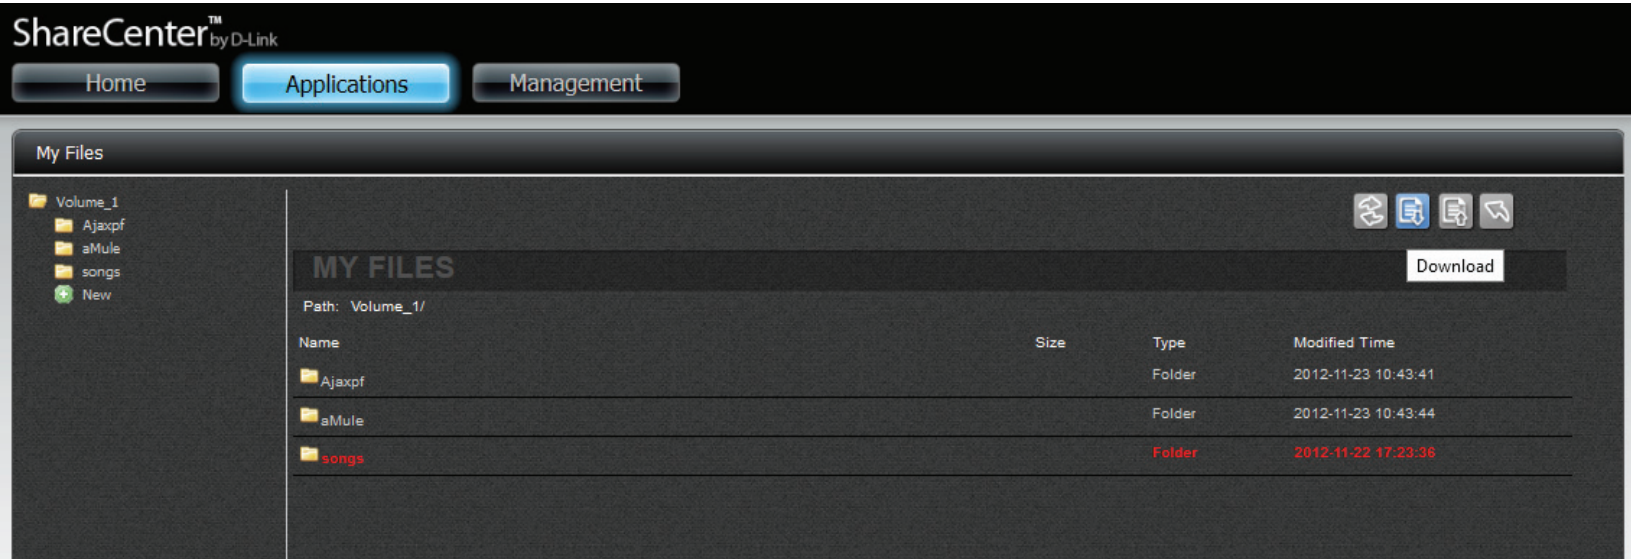 ShareCenter™ by D-Link
Home Applications Management
My Files
Volume_1
Ajaxpf
aMule
songs
New
Download
MY FILES
Path: Volume_1/
Name Size Type Modified Time
Ajaxpf Folder 2012-11-23 10:43:41
aMule Folder 2012-11-23 10:43:44
songs Folder 2012-11-22 17:23:36